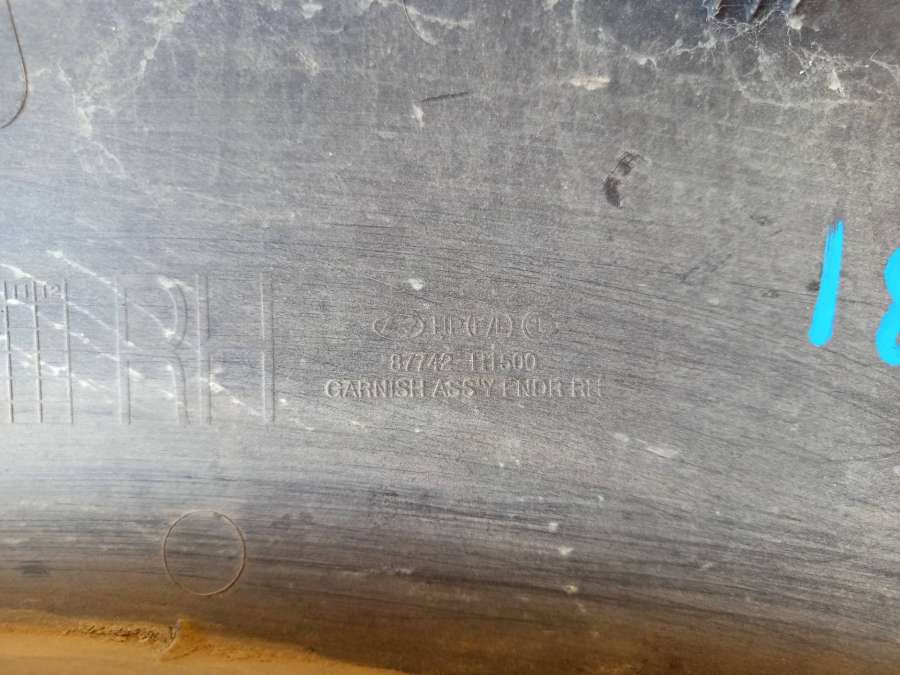 RH
87742-1H500
GARNISH ASS'Y FNDR RH
18